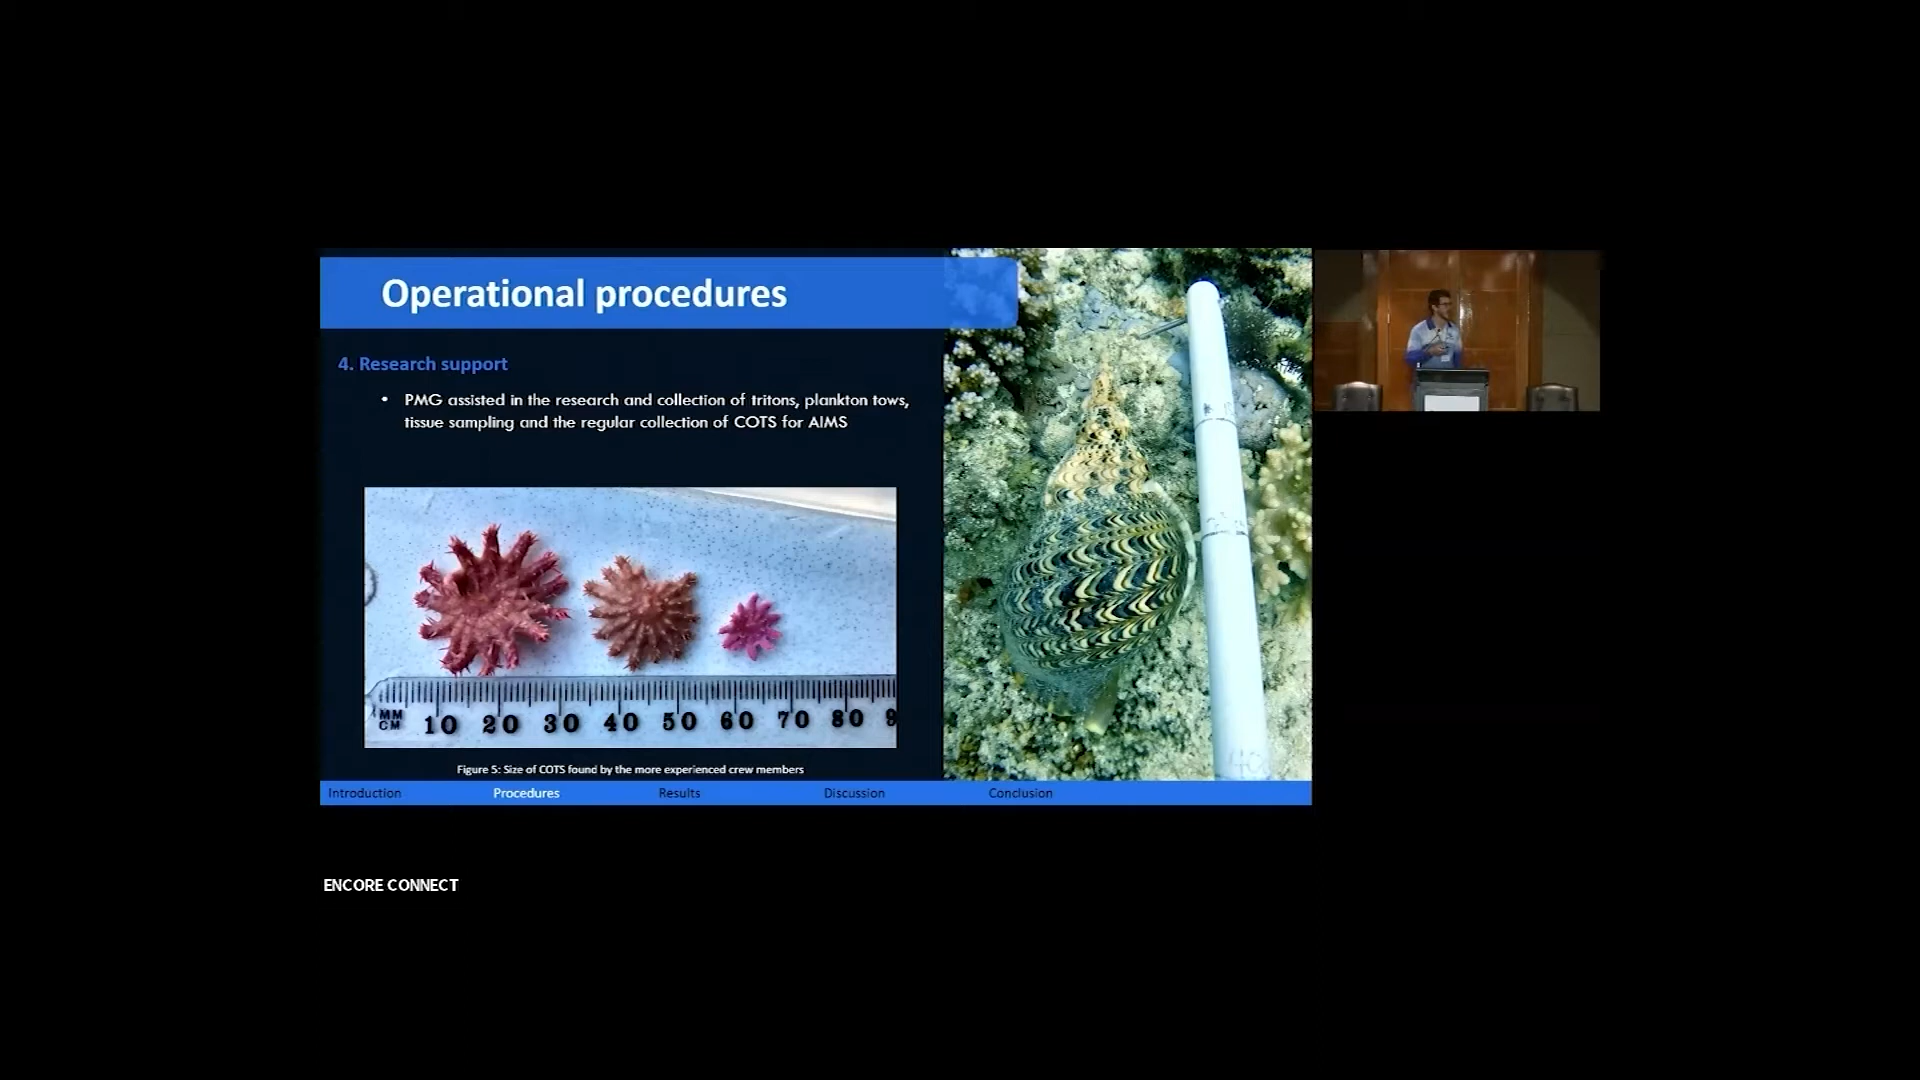 Operational procedures
4. Research support
• PMG assisted in the research and collection of tritons, plankton tows,
tissue sampling and the regular collection of COTS for AIMS
MM
CM
10 20 30 40 50 60 70 80 9
Figure 5: Size of COTS found by the more experienced crew members
Introduction Procedures Results Discussion Conclusion
ENCORE CONNECT